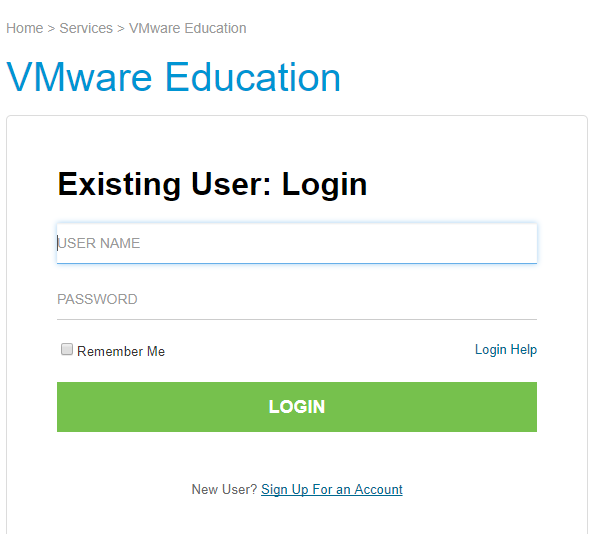 Home > Services > VMware Education
VMware Education
Existing User: Login
USER NAME
PASSWORD
Remember Me
Login Help
LOGIN
New User? Sign Up For an Account